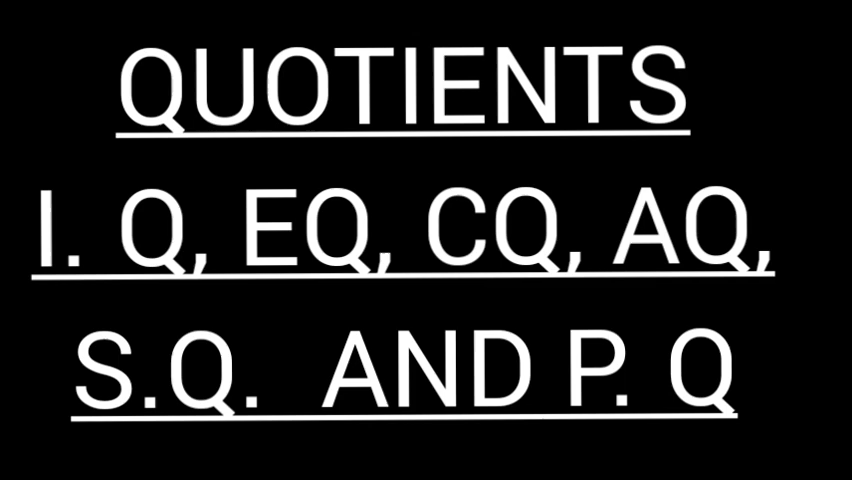 QUOTIENTS
I. Q, EQ, CQ, AQ,
S.Q. AND P. Q